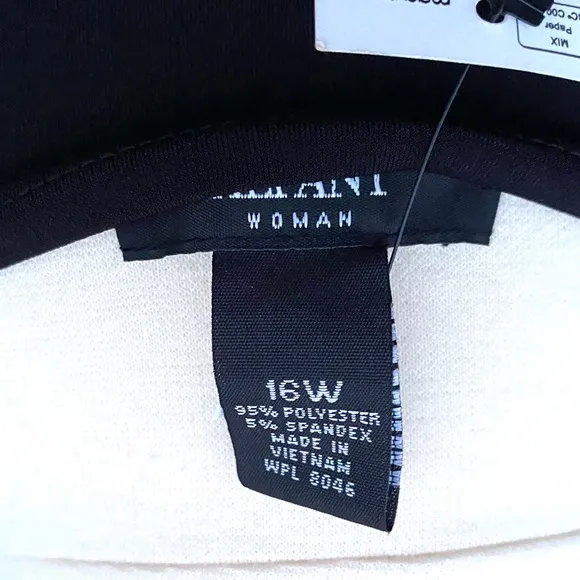 WOMAN
16W
95% POLYESTER
5% SPANDEX
MADE IN
VIETNAM
WPL 8046
MIX
Paper